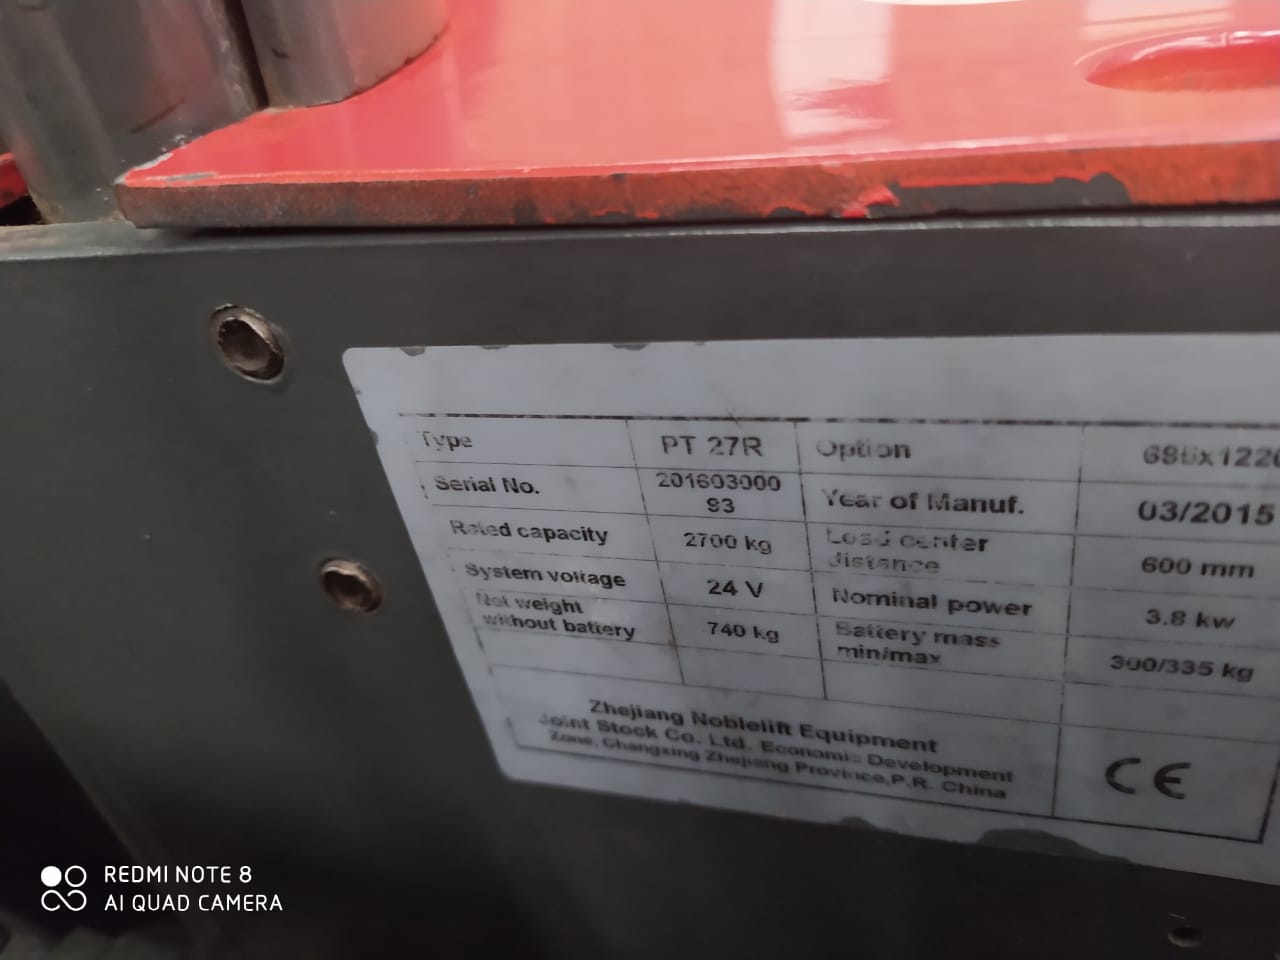 Type PT 27R Option 685x1220
Serial No. 201603000 Year of Manuf. 03/2015
93
Rated capacity 2700 kg Load center 600 mm
distance
System voltage 24 V Nominal power 3.8 kw
Net weight 740 kg Battery mass 300/335 kg
without battery min/max
Zhejiang Noblelift Equipment
Joint Stock Co. Ltd. Economic Development
Zone, Changxing Zhejiang Province,P.R. China
CE
REDMI NOTE 8
AI QUAD CAMERA